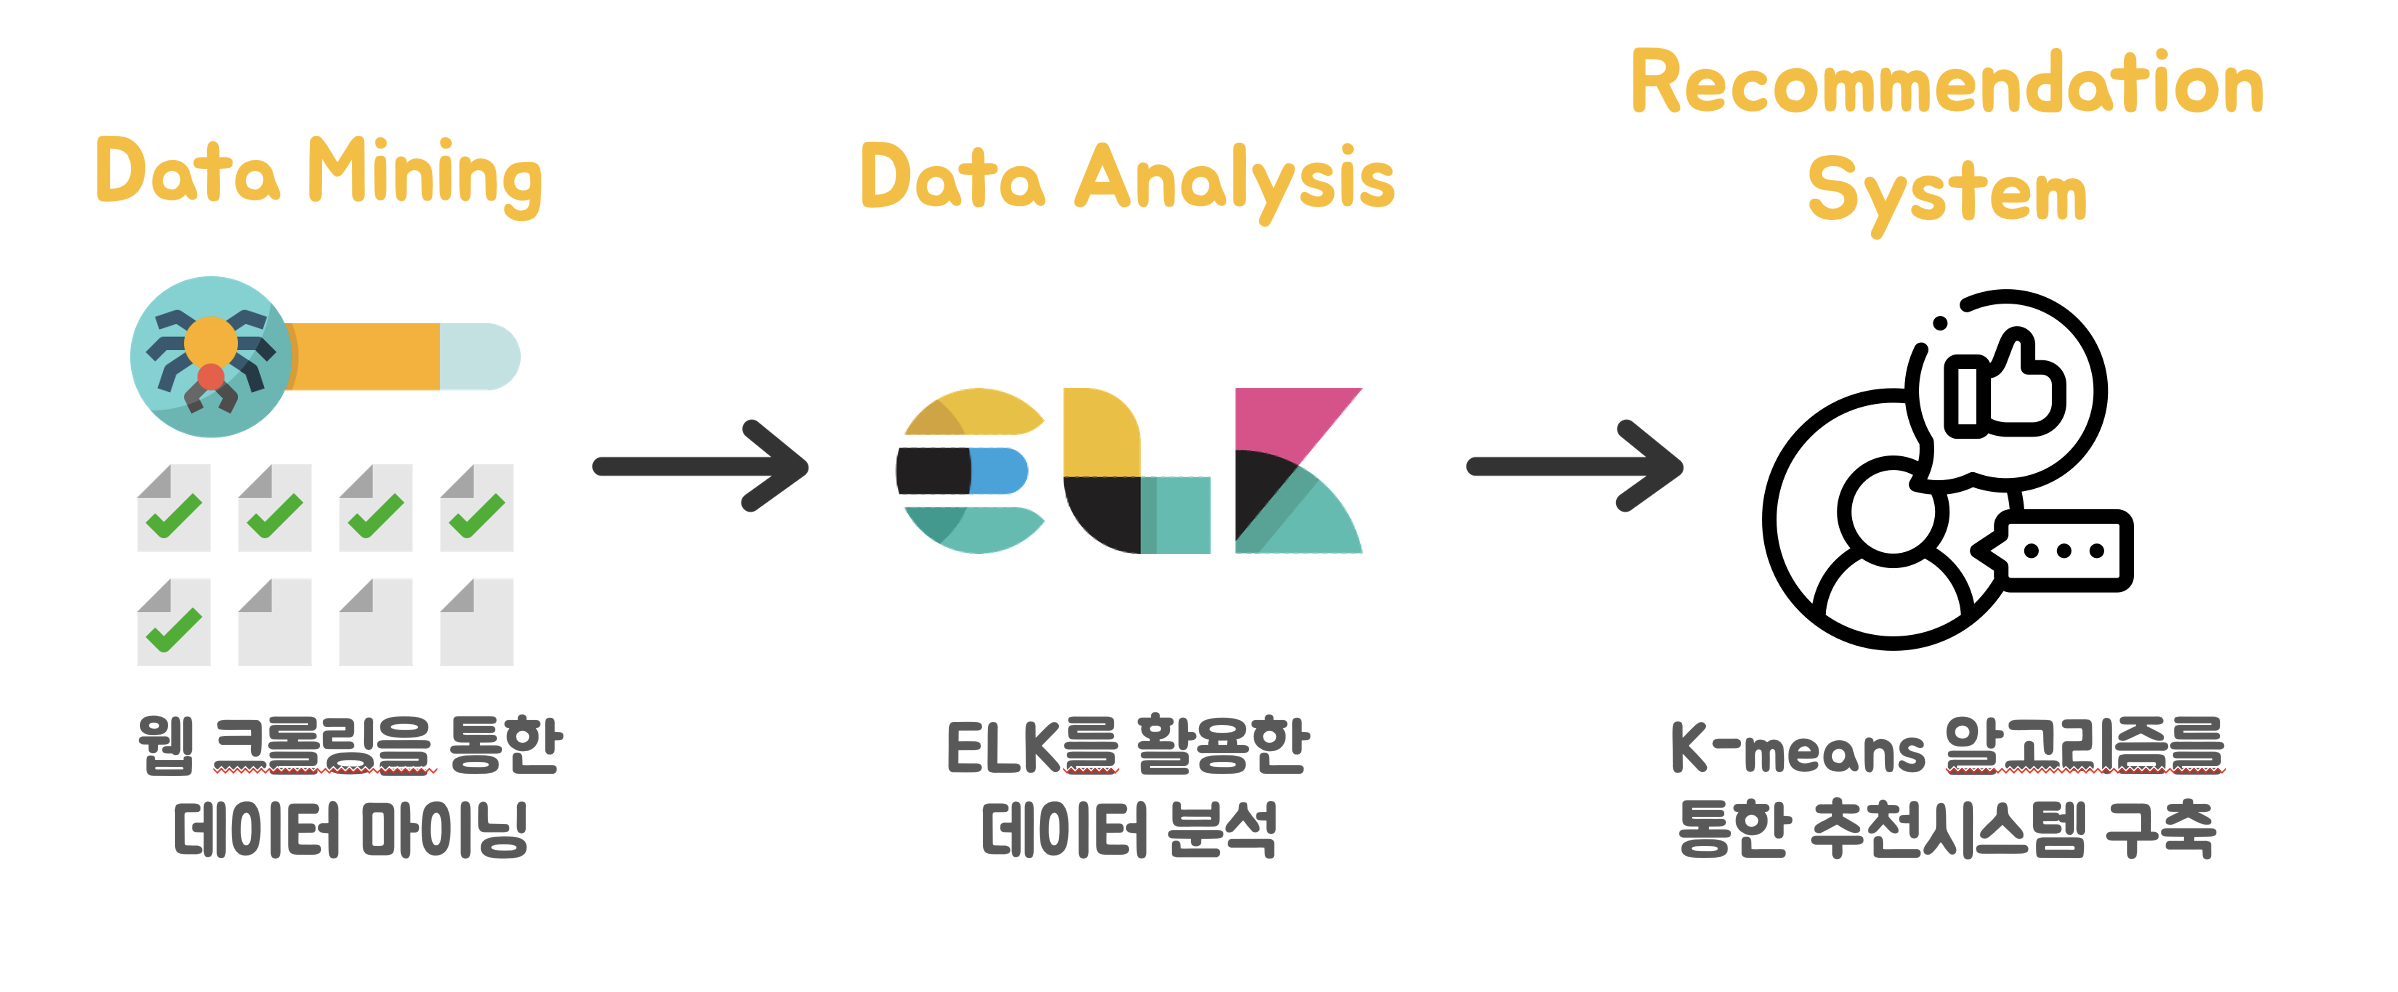 Data Mining
웹 크롤링을 통한
데이터 마이닝
Data Analysis
ELK
ELK를 활용한
데이터 분석
Recommendation
System
K-means 알고리즘를
통한 추천시스템 구축